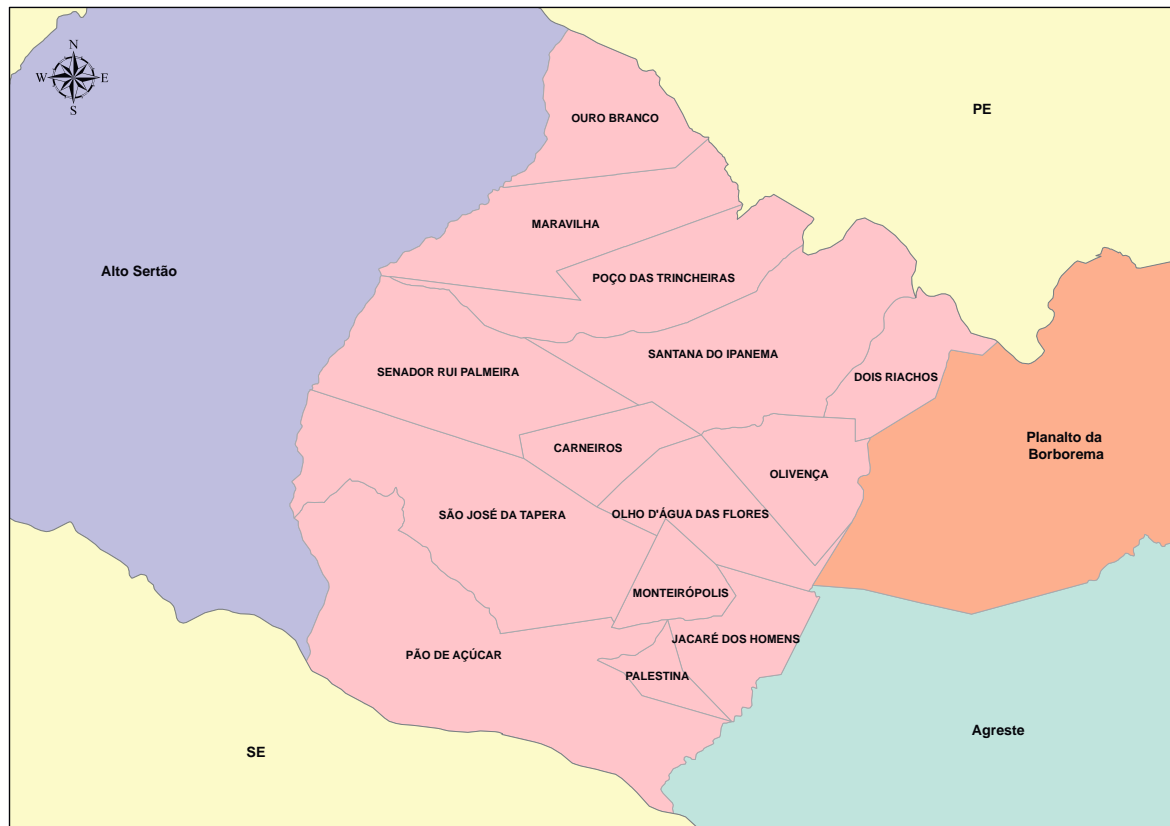 N
W E
S
PE
OURO BRANCO
MARAVILHA
Alto Sertão
POÇO DAS TRINCHEIRAS
SANTANA DO IPANEMA
SENADOR RUI PALMEIRA
DOIS RIACHOS
CARNEIROS
Planalto da
Borborema
OLIVENÇA
SÃO JOSÉ DA TAPERA
OLHO D'ÁGUA DAS FLORES
MONTEIRÓPOLIS
JACARÉ DOS HOMENS
PÃO DE AÇÚCAR
PALESTINA
Agreste
SE